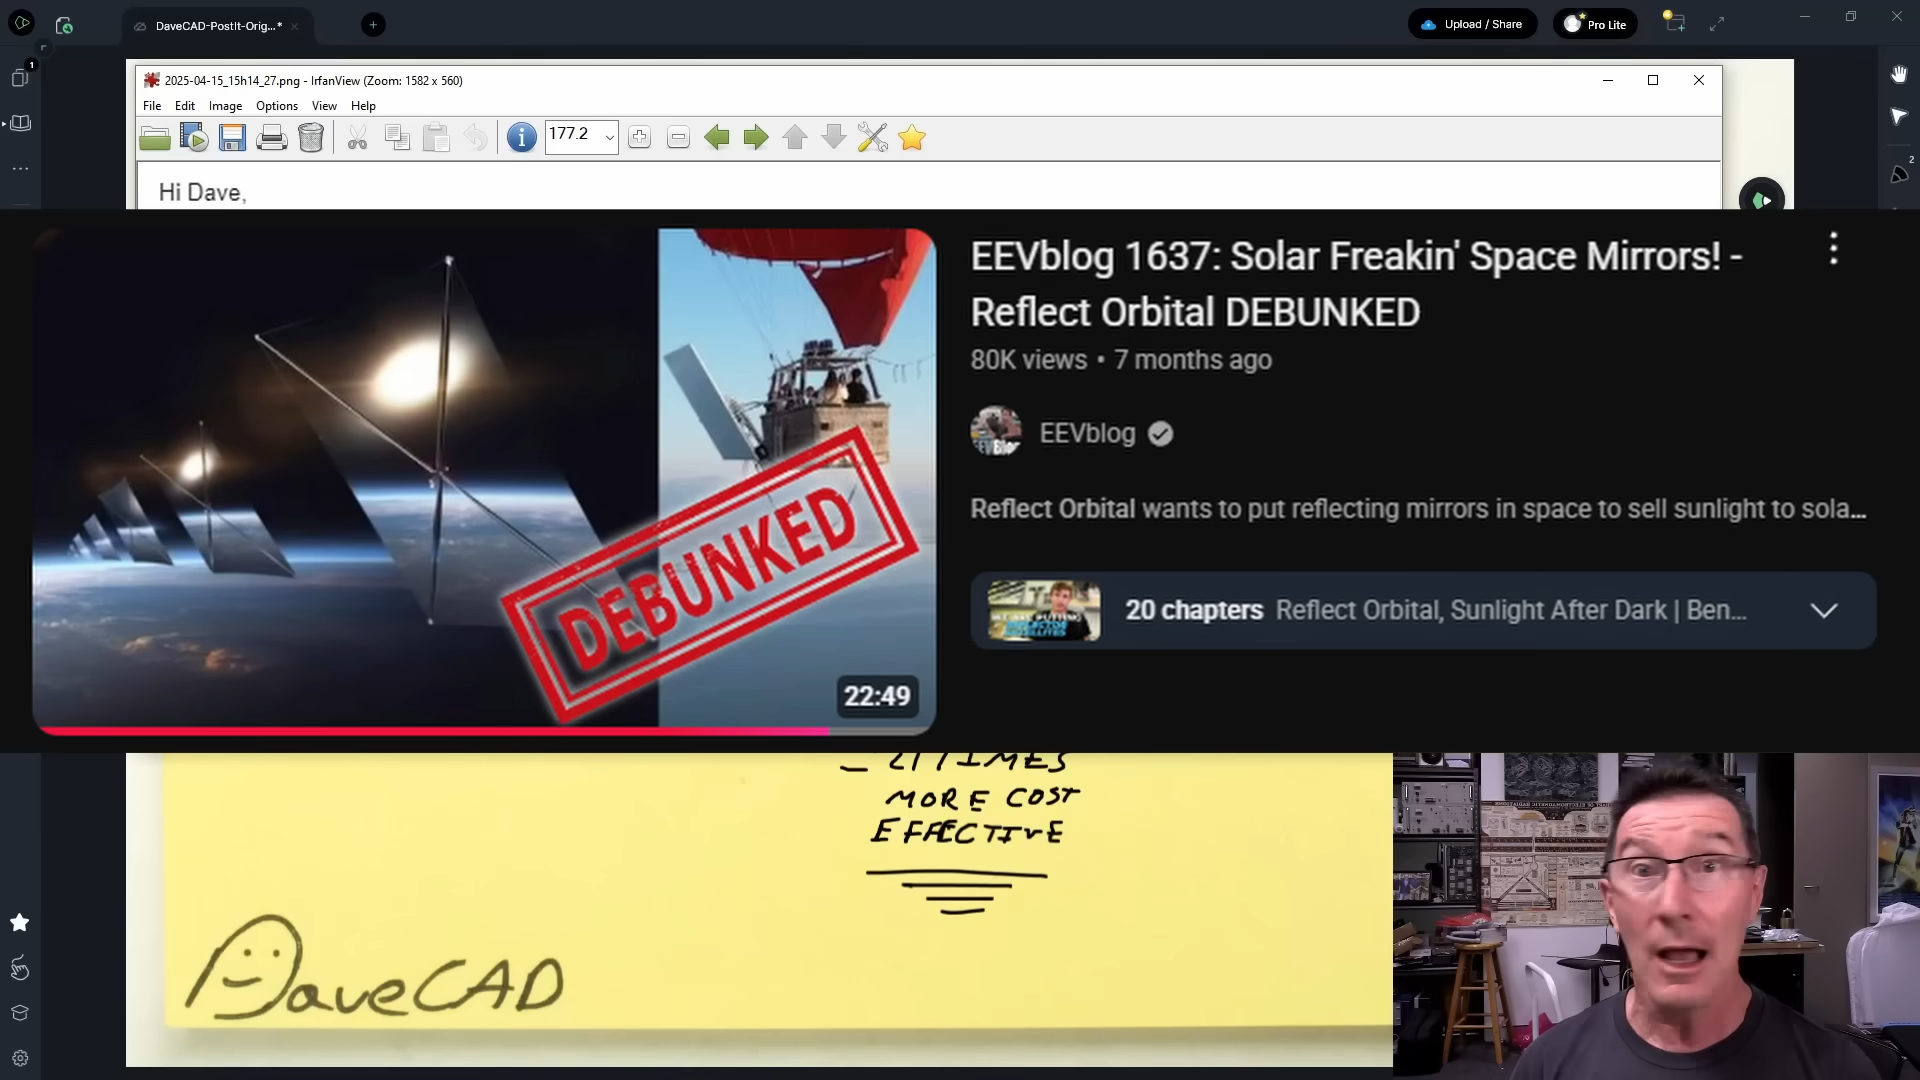 DaveCAD-PostIt-Orig...*
Upload / Share
Pro Lite
1
2025-04-15_15h14_27.png - IrfanView (Zoom: 1582 x 560)
File Edit Image Options View Help
177.2
2
Hi Dave,
EEVblog 1637: Solar Freakin' Space Mirrors! -
Reflect Orbital DEBUNKED
80K views • 7 months ago
EEVblog
Reflect Orbital wants to put reflecting mirrors in space to sell sunlight to sola...
20 chapters Reflect Orbital, Sunlight After Dark | Ben...
DEBUNKED
22:49
TIMES
MORE COST
EFFECTIVE
DaveCAD